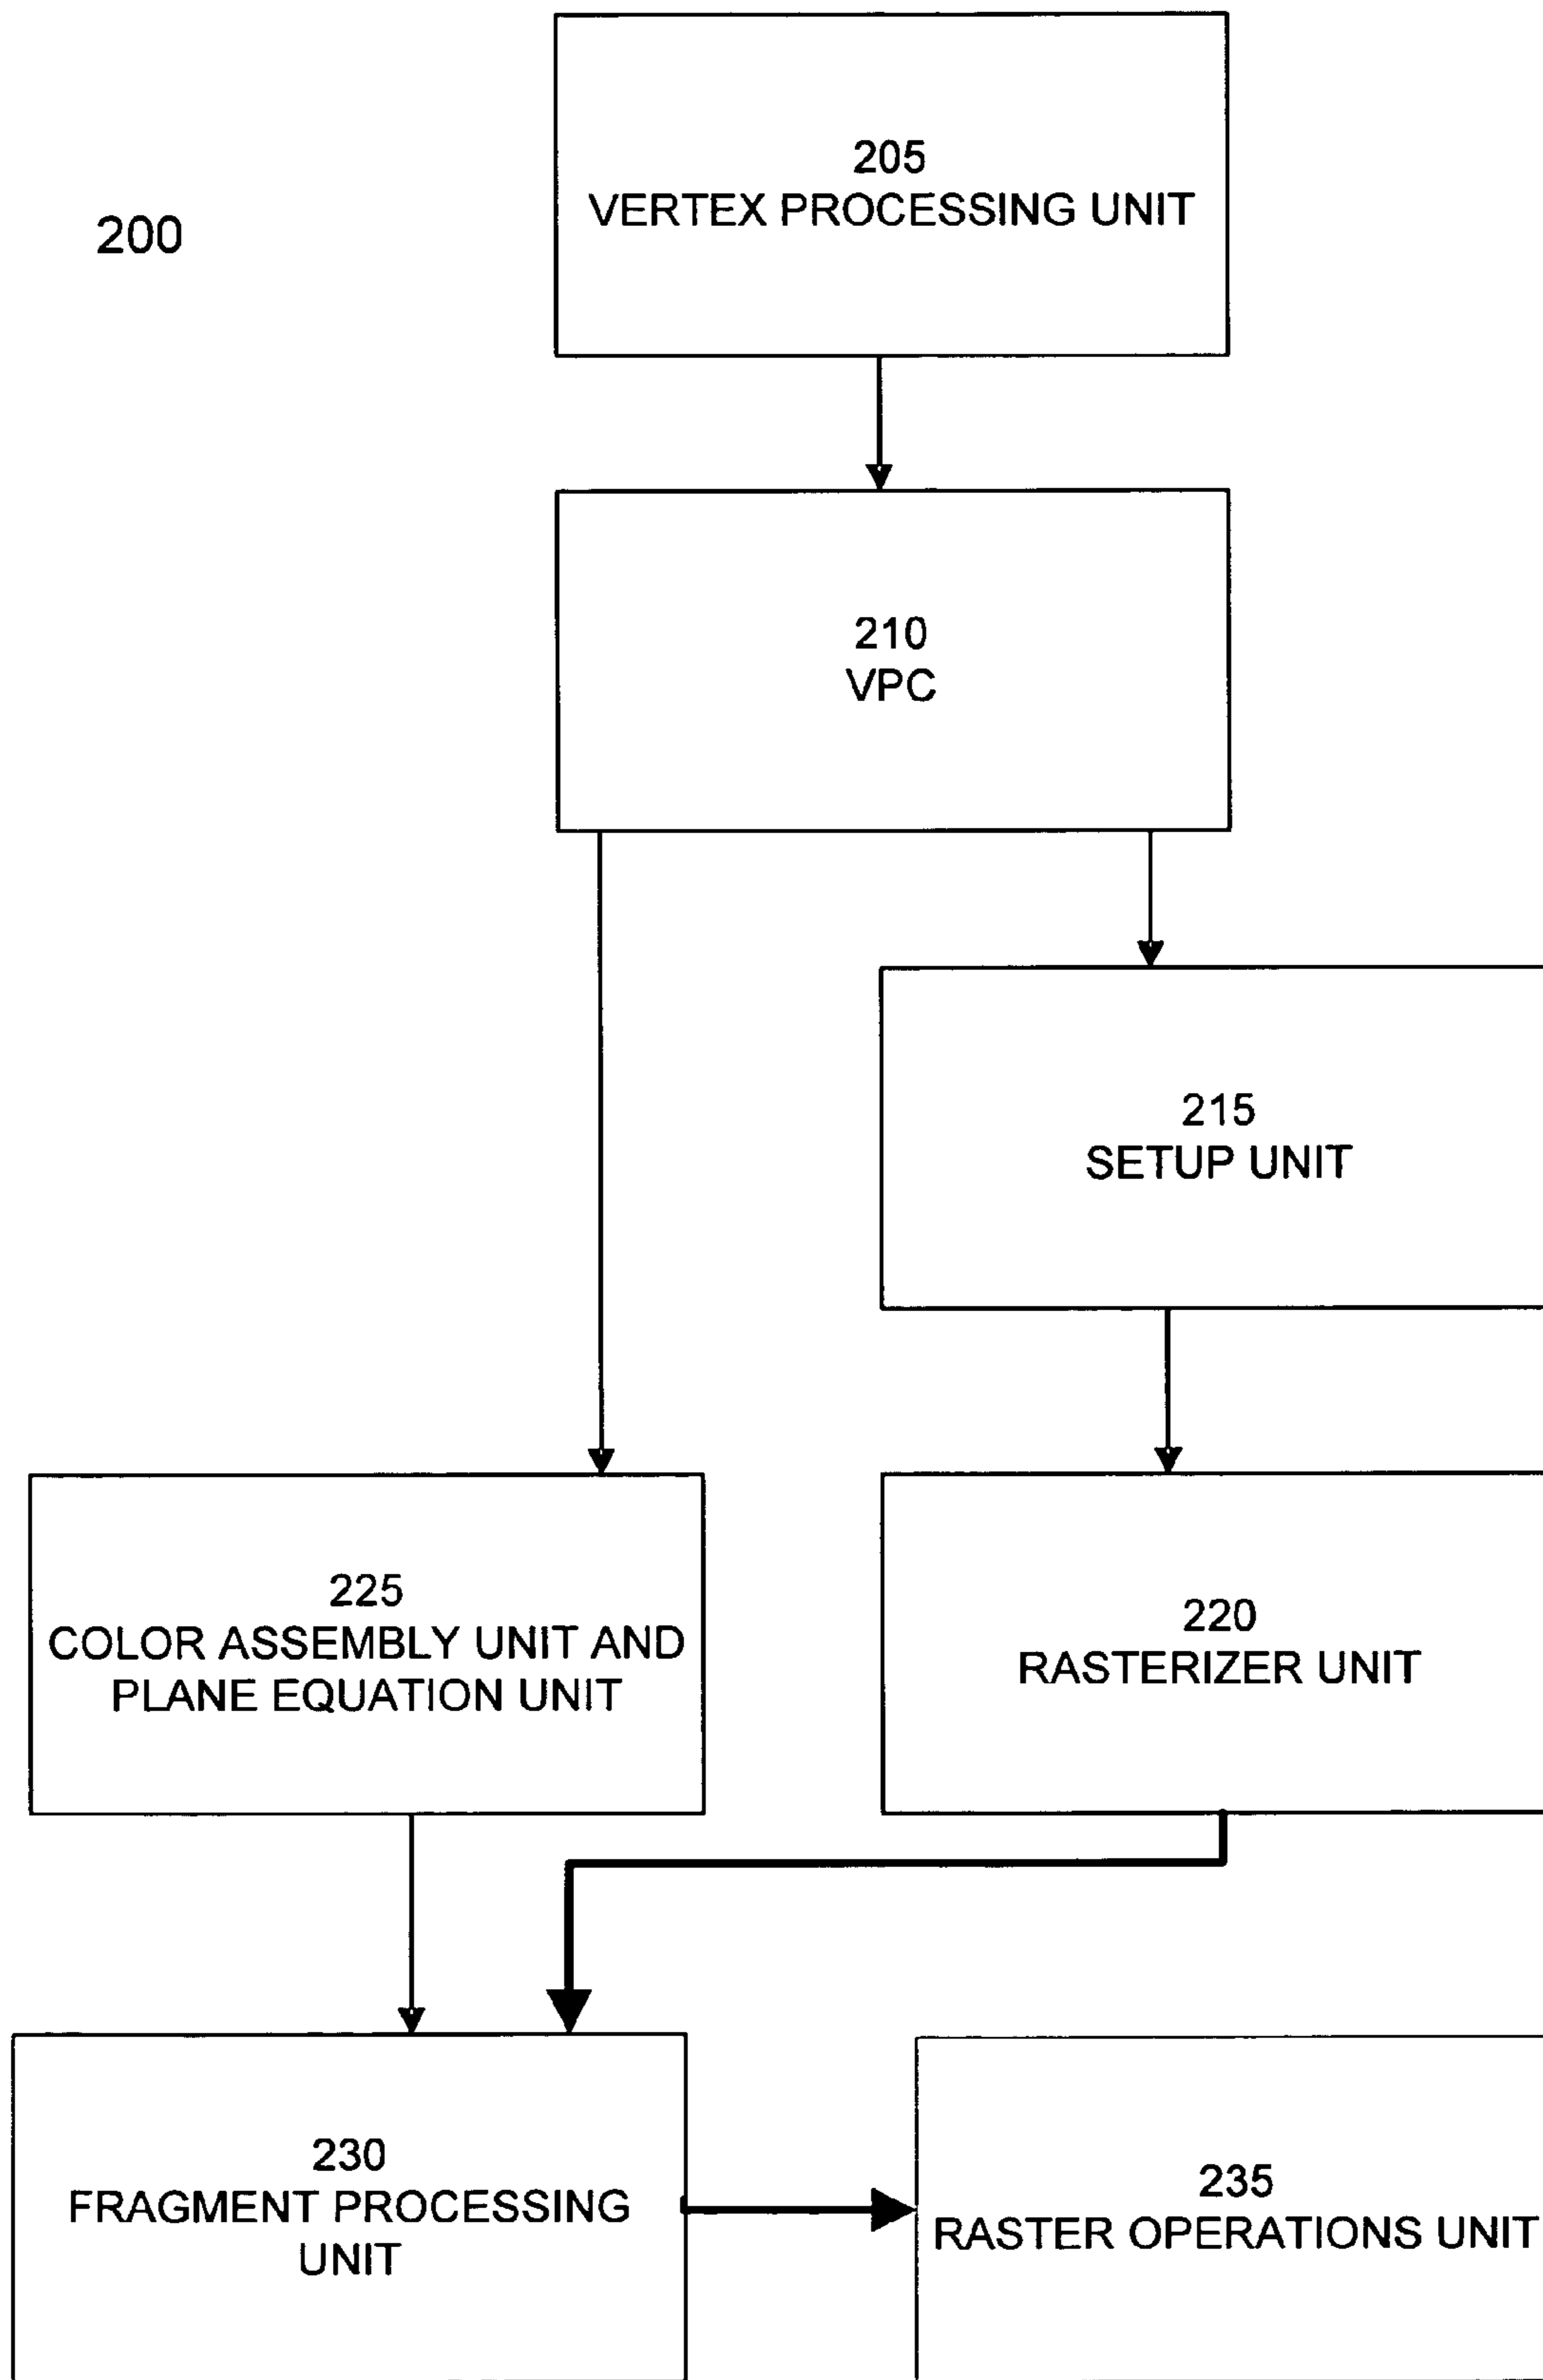 200
205
VERTEX PROCESSING UNIT
210
VPC
215
SETUP UNIT
225
COLOR ASSEMBLY UNIT AND
PLANE EQUATION UNIT
220
RASTERIZER UNIT
230
FRAGMENT PROCESSING
UNIT
235
RASTER OPERATIONS UNIT